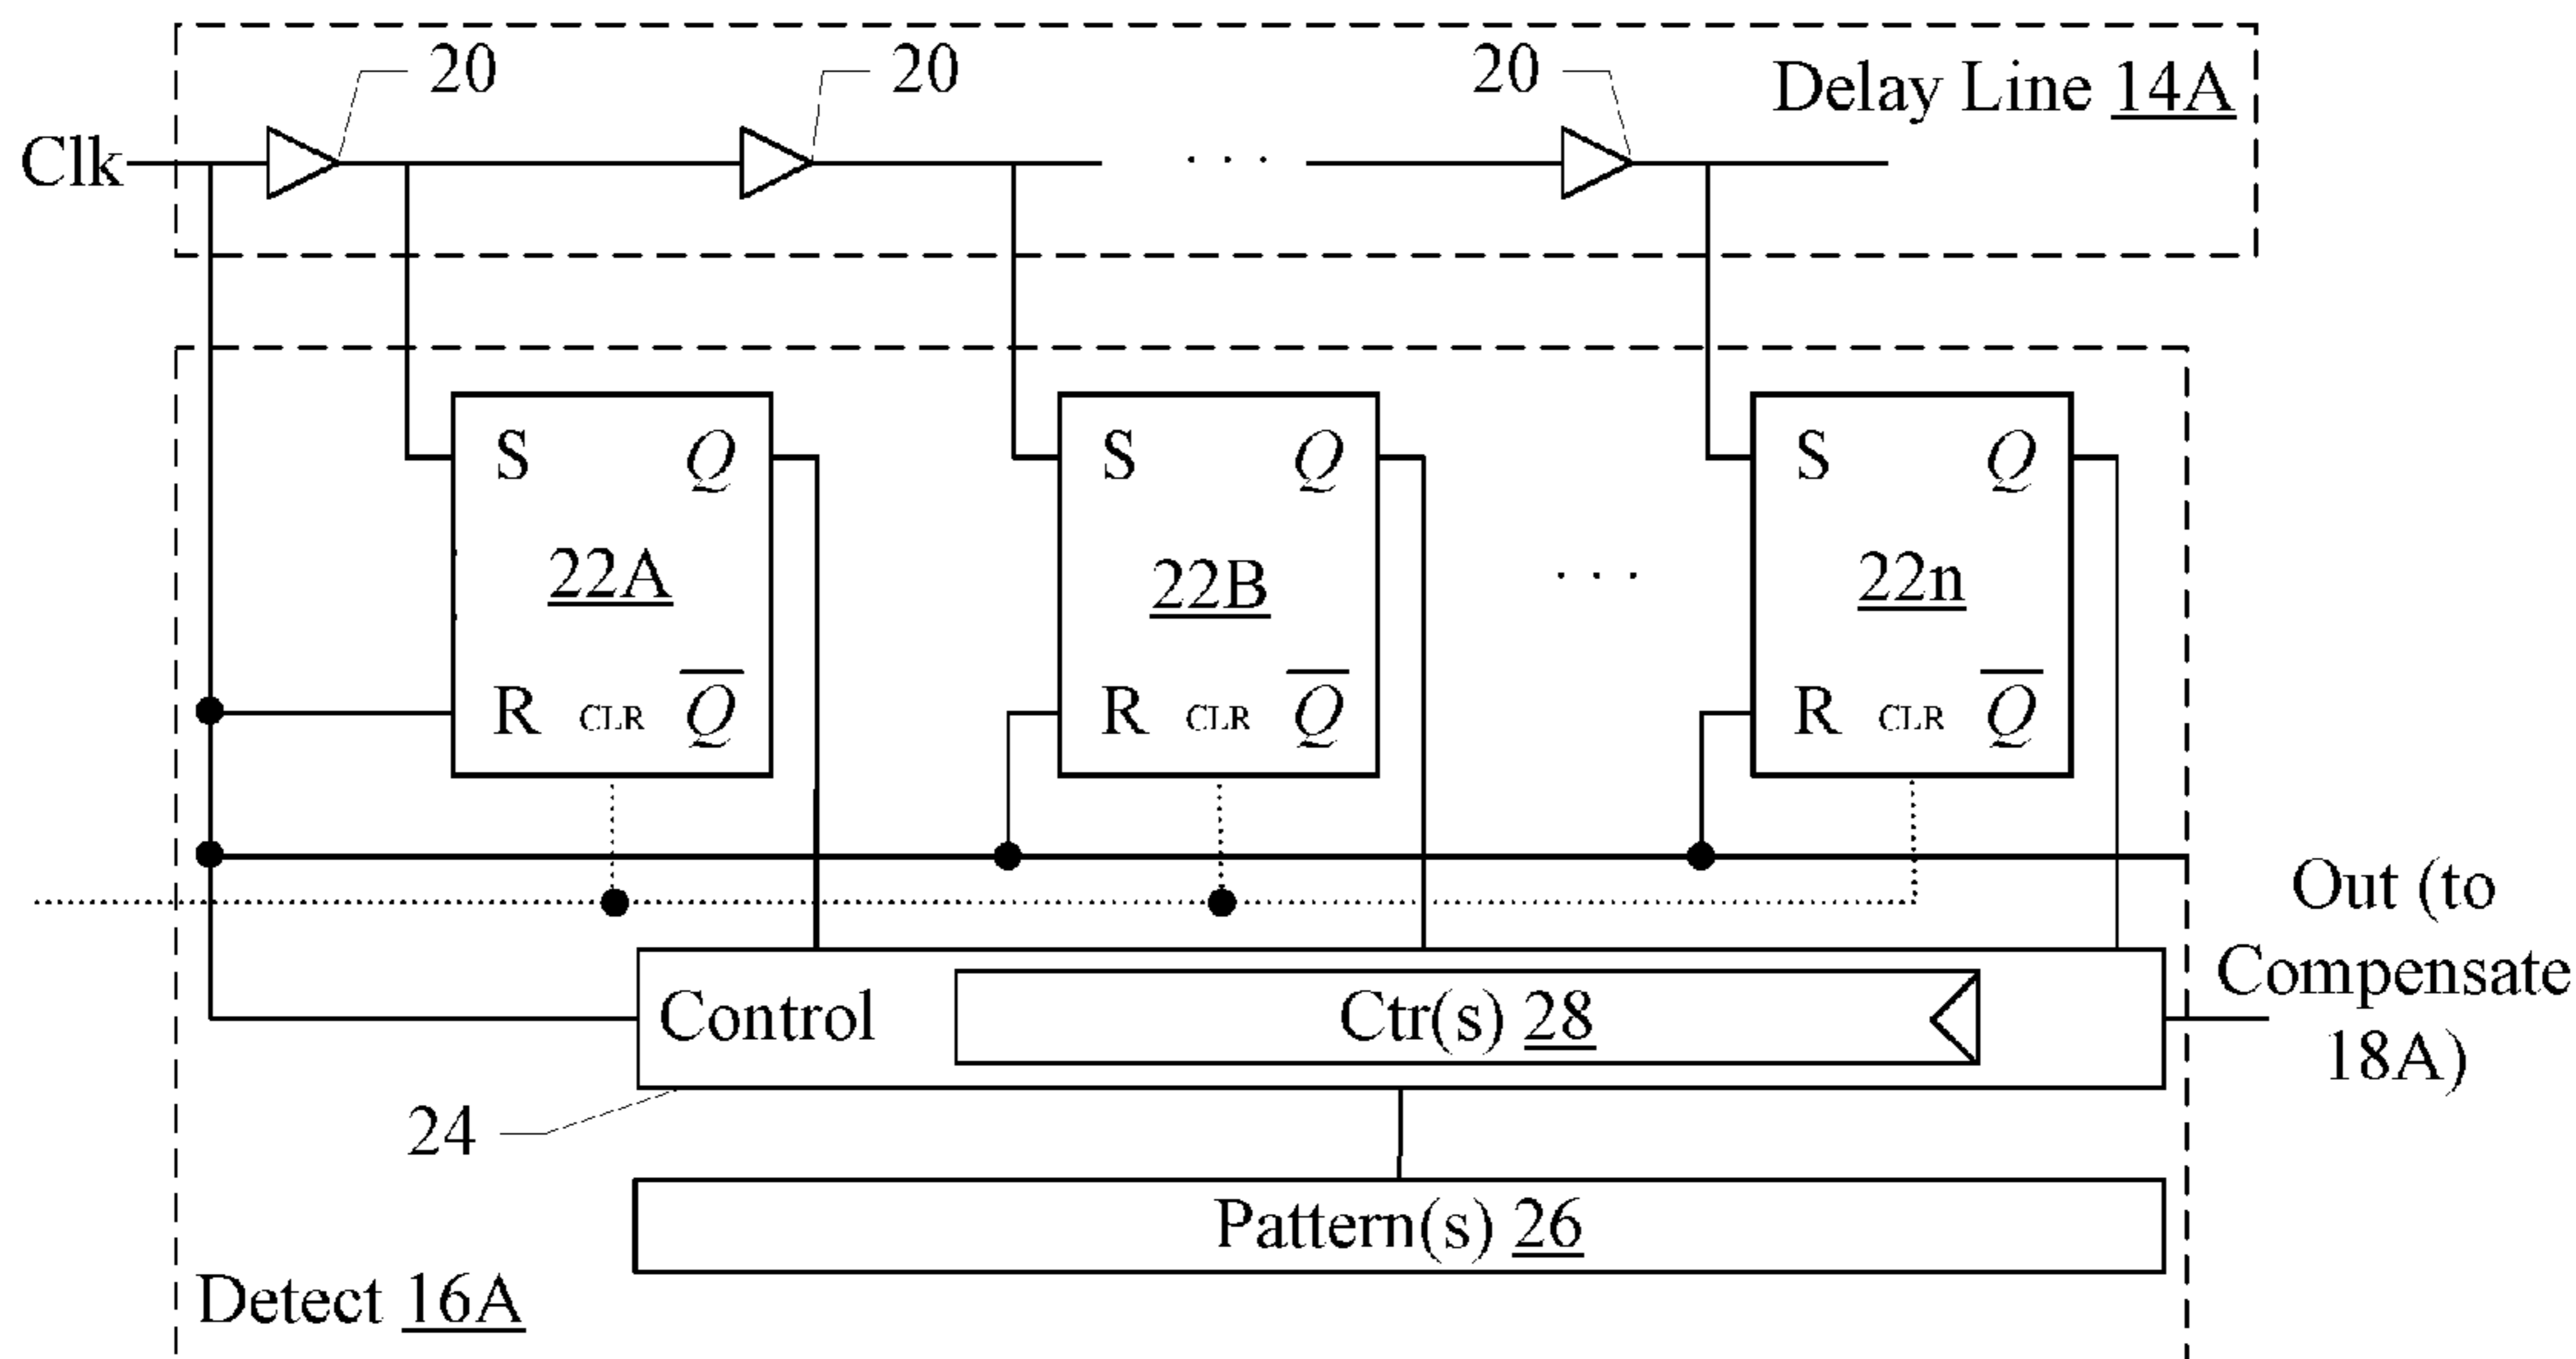 20
20
20
Delay Line 14A
Clk
· · ·
S Q
22A
R CLR Q̅
S Q
22B
R CLR Q̅
· · ·
S Q
22n
R CLR Q̅
Out (to
Compensate
18A)
Control
Ctr(s) 28
24
Pattern(s) 26
Detect 16A